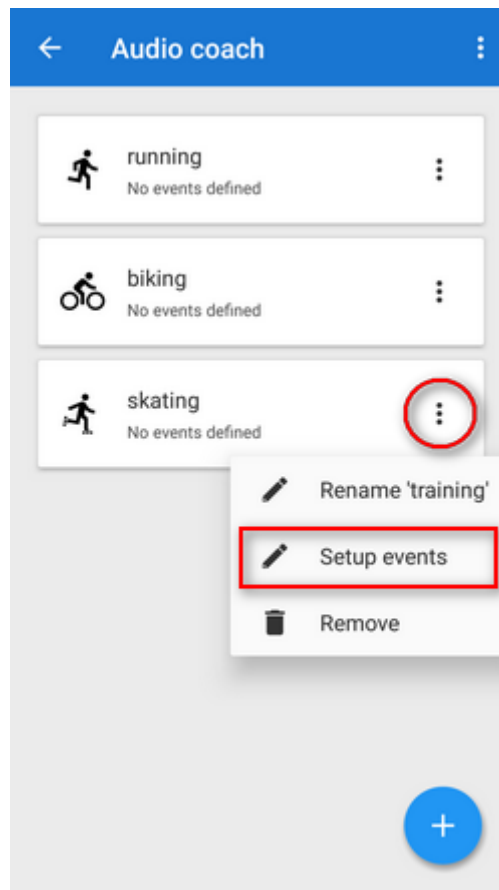 Audio coach
running
No events defined
biking
No events defined
skating
No events defined
Rename 'training'
Setup events
Remove